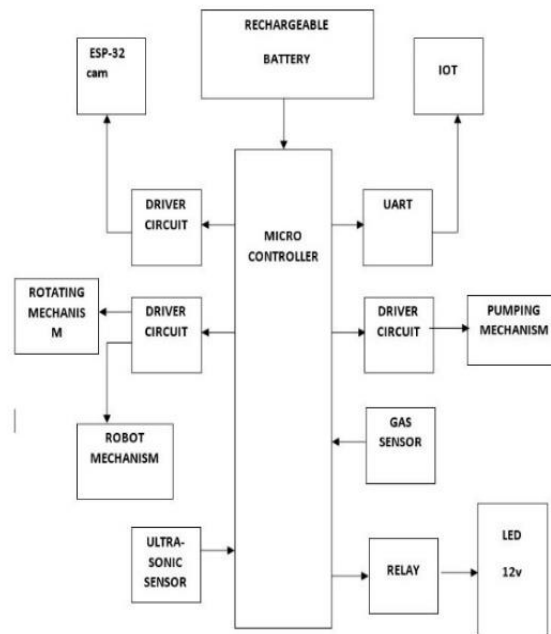 RECHARGEABLE
BATTERY
ESP-32
cam
IOT
DRIVER
CIRCUIT
MICRO
CONTROLLER
UART
ROTATING
MECHANIS
M
DRIVER
CIRCUIT
DRIVER
CIRCUIT
PUMPING
MECHANISM
ROBOT
MECHANISM
GAS
SENSOR
ULTRA-
SONIC
SENSOR
RELAY
LED
12v